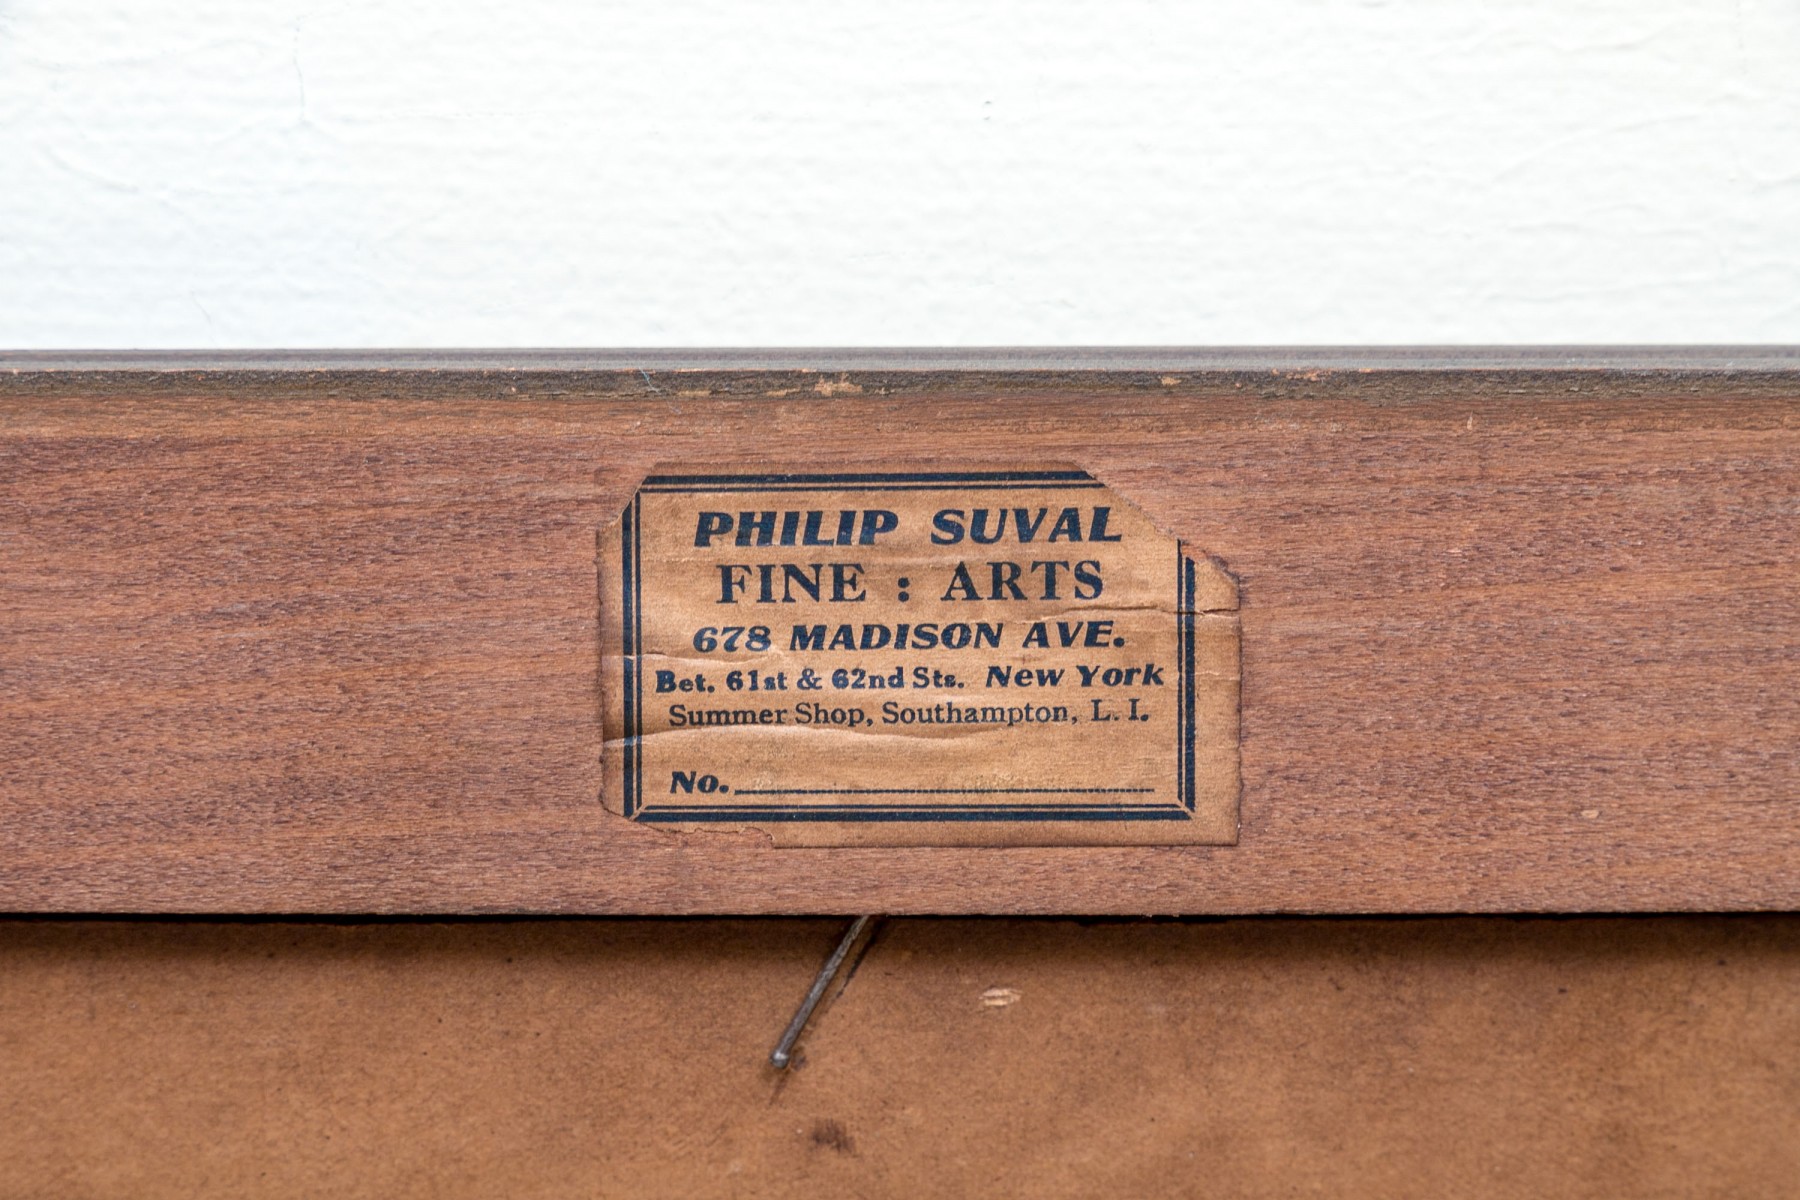 PHILIP SUVAL
FINE : ARTS
678 MADISON AVE.
Bet. 61st & 62nd Sts. New York
Summer Shop, Southampton, L. I.
No.